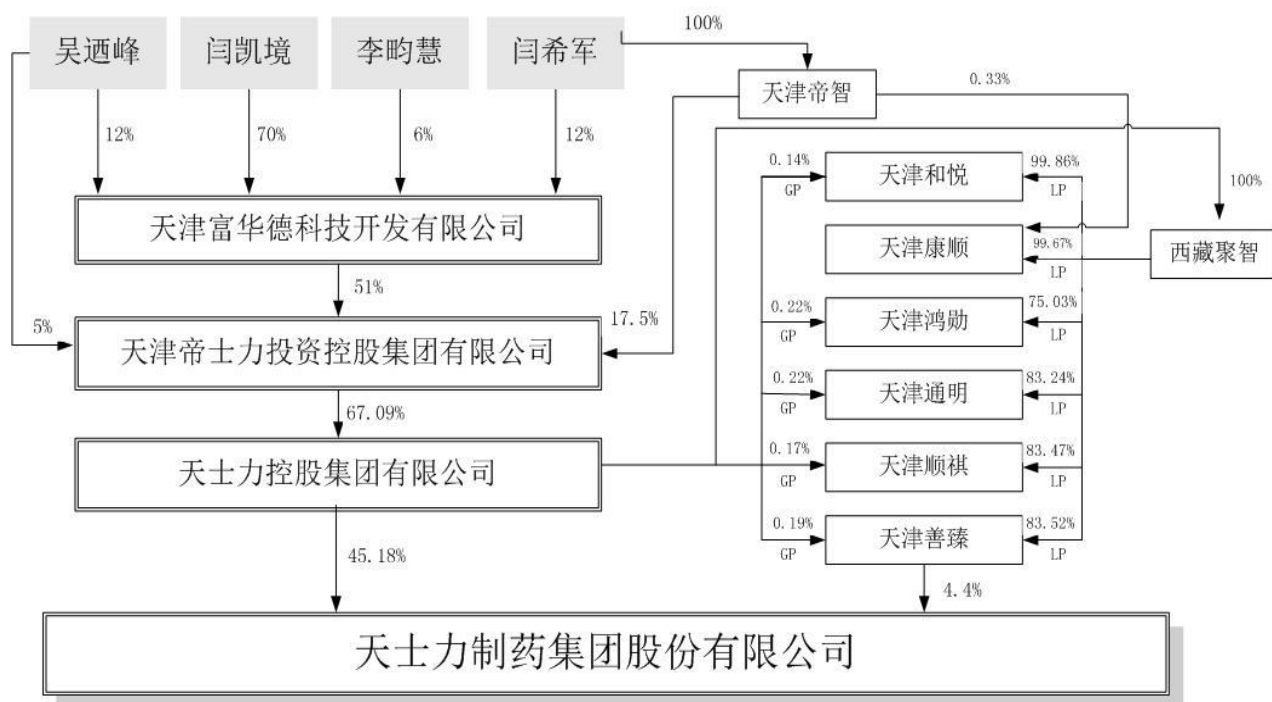 吴迺峰
闫凯境
李畇慧
闫希军
100%
天津帝智
0.33%
12%
70%
6%
12%
天津富华德科技开发有限公司
0.14%
GP
天津和悦
99.86%
LP
100%
天津康顺
99.67%
LP
西藏聚智
51%
5%
17.5%
天津帝士力投资控股集团有限公司
0.22%
GP
天津鸿勋
75.03%
LP
0.22%
GP
天津通明
83.24%
LP
67.09%
天士力控股集团有限公司
0.17%
GP
天津顺祺
83.47%
LP
0.19%
GP
天津善臻
83.52%
LP
45.18%
4.4%
天士力制药集团股份有限公司